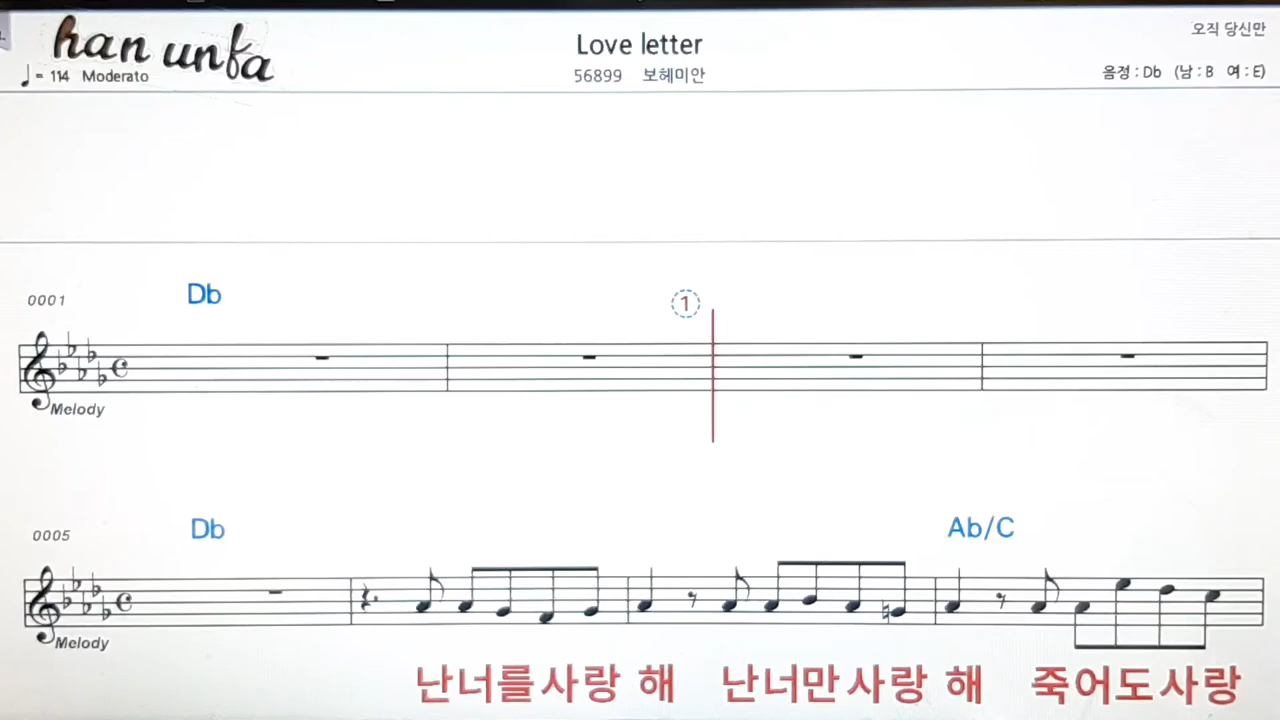 han unfa
Love letter
오직 당신만
♩= 114 Moderato
56899 보헤미안
음정 : Db (남 : B 여 : E)
0001
Db
1
Melody
0005
Db
Ab/C
Melody
난너를사랑 해 난너만사랑 해 죽어도사랑